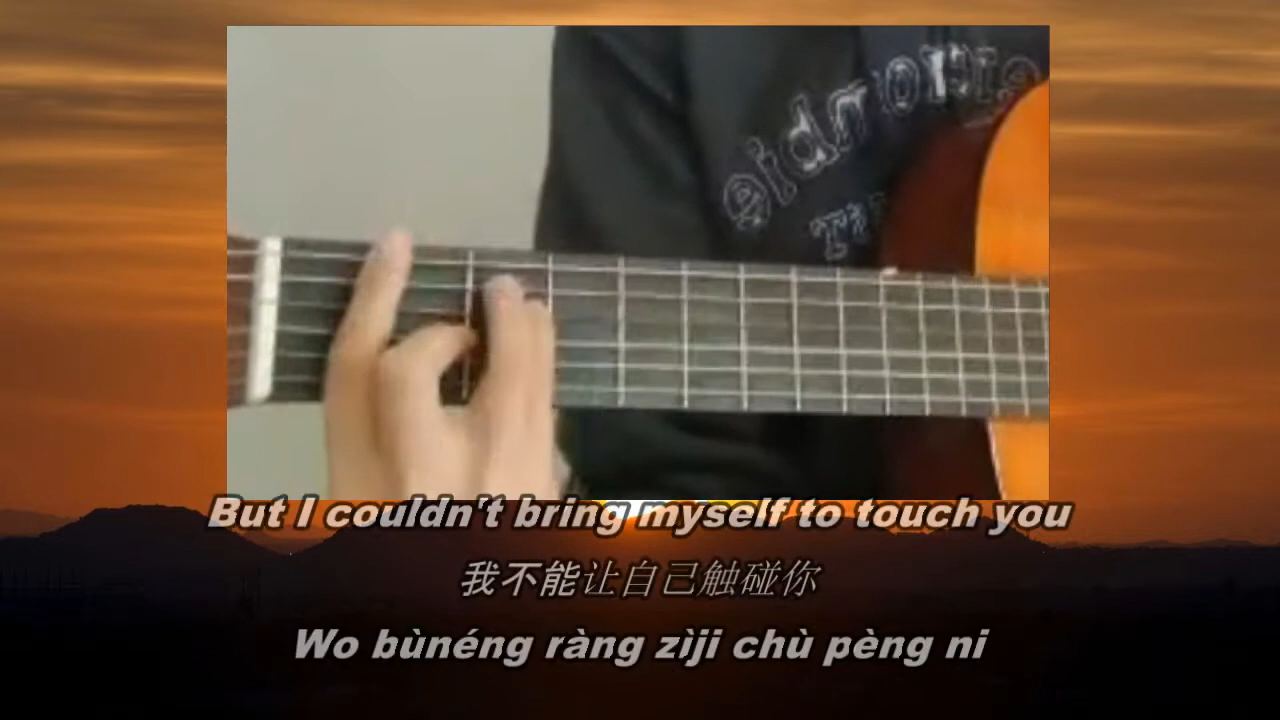 But I couldn't bring myself to touch you
我不能让自己触碰你
Wo bùnéng ràng zìji chù pèng ni